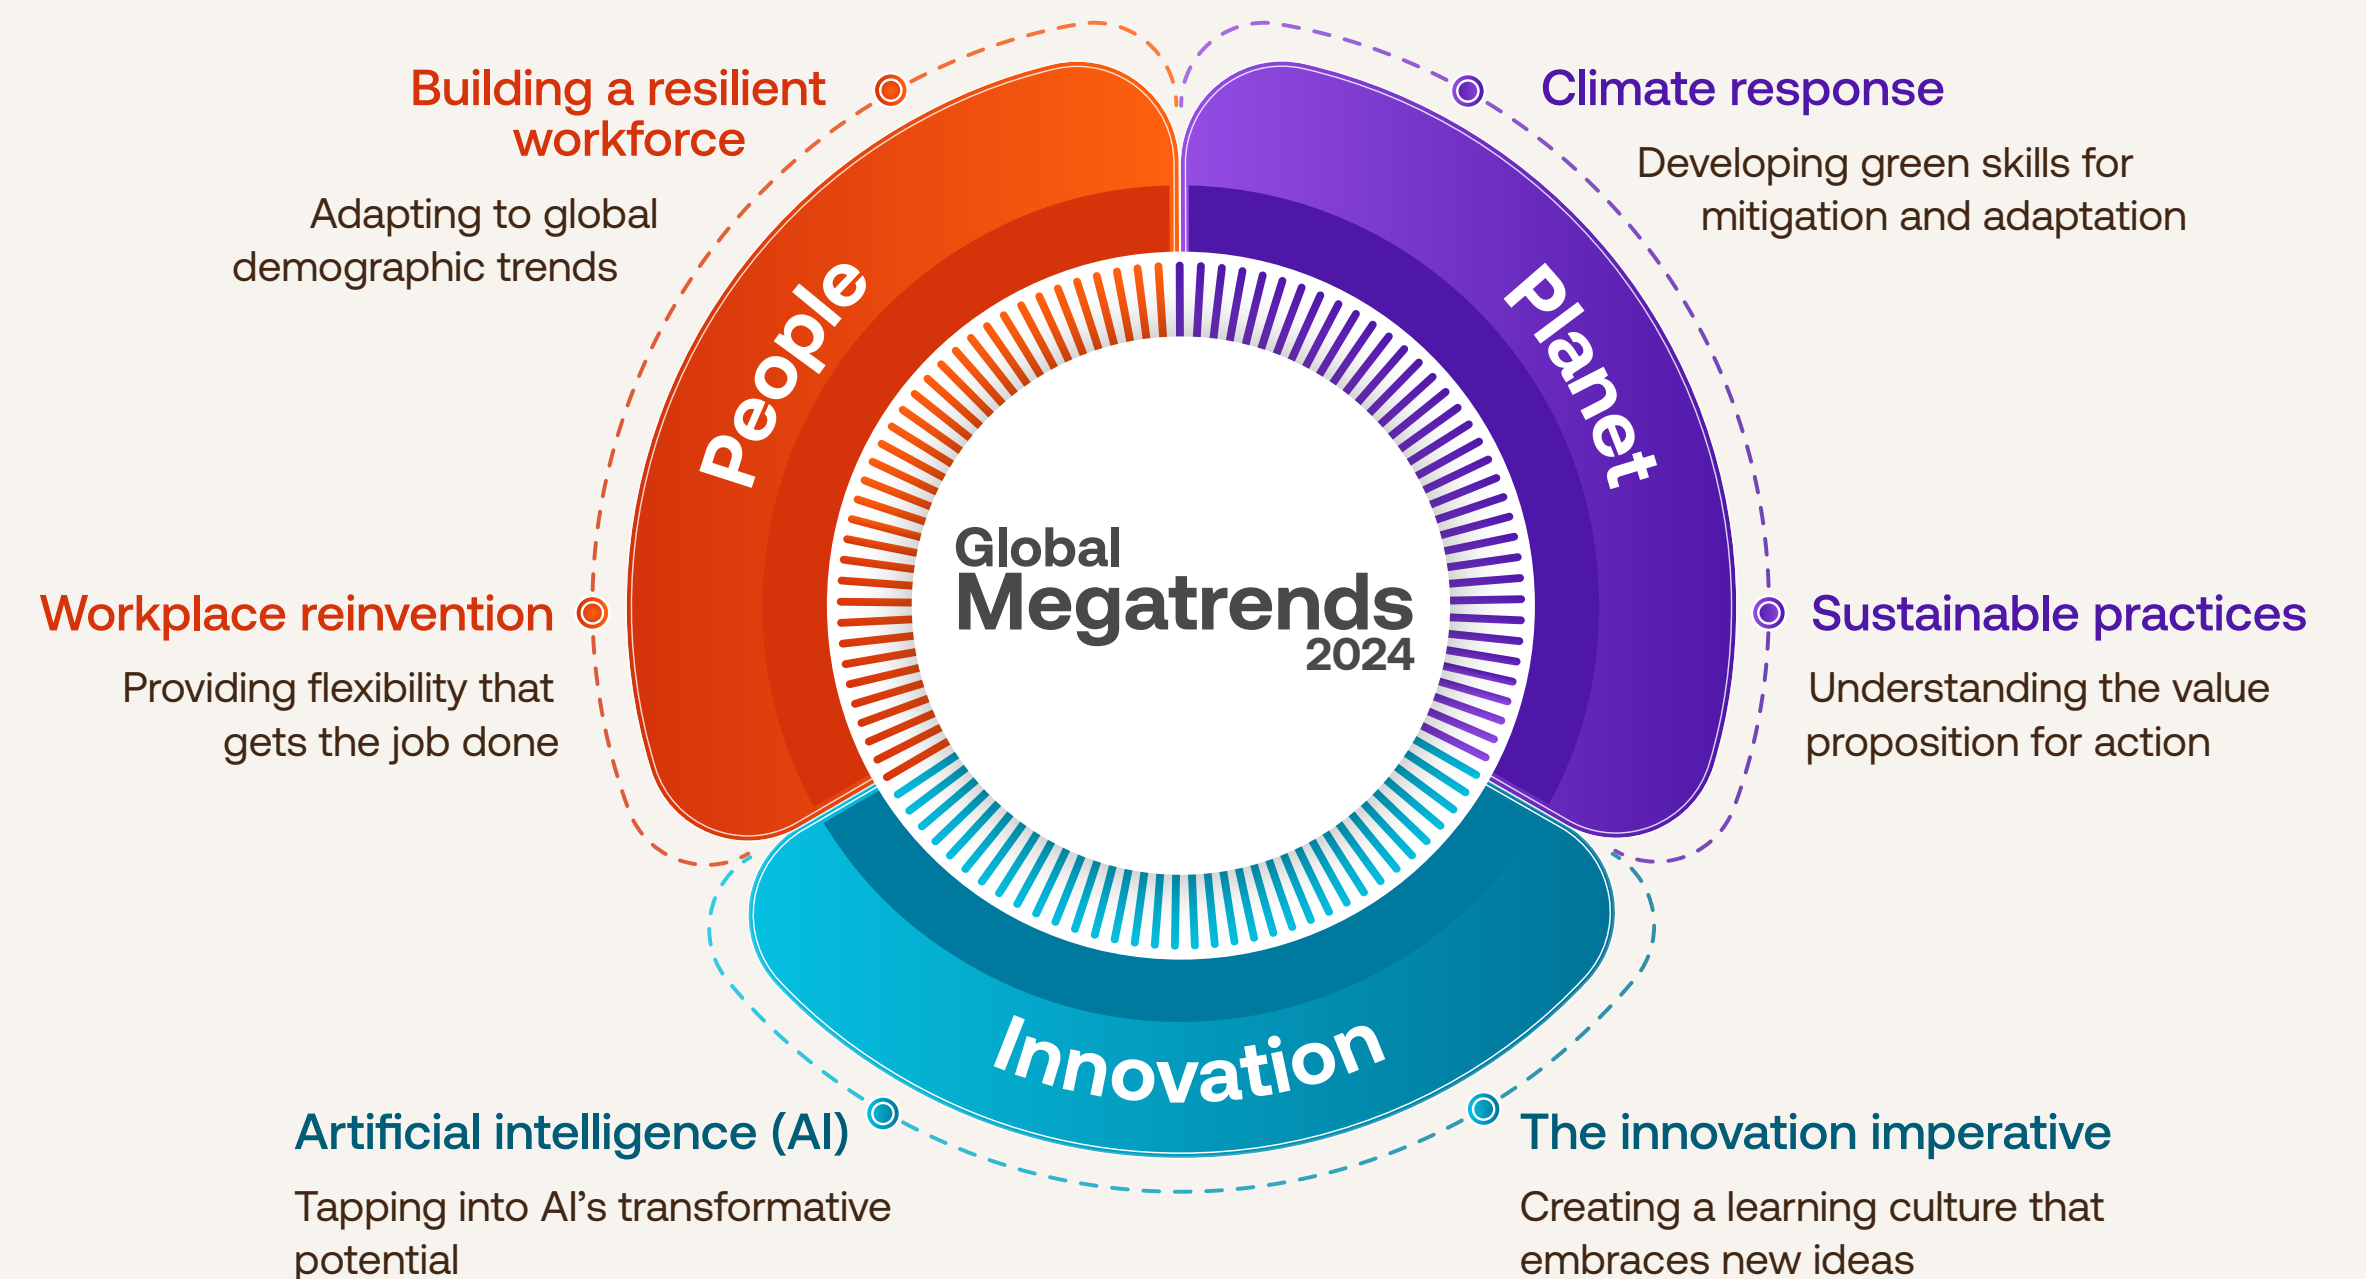 Building a resilient
workforce
Adapting to global
demographic trends
Climate response
Developing green skills for
mitigation and adaptation
People
Planet
Global
Megatrends
2024
Workplace reinvention
Providing flexibility that
gets the job done
Sustainable practices
Understanding the value
proposition for action
Innovation
Artificial intelligence (AI)
Tapping into AI’s transformative
potential
The innovation imperative
Creating a learning culture that
embraces new ideas